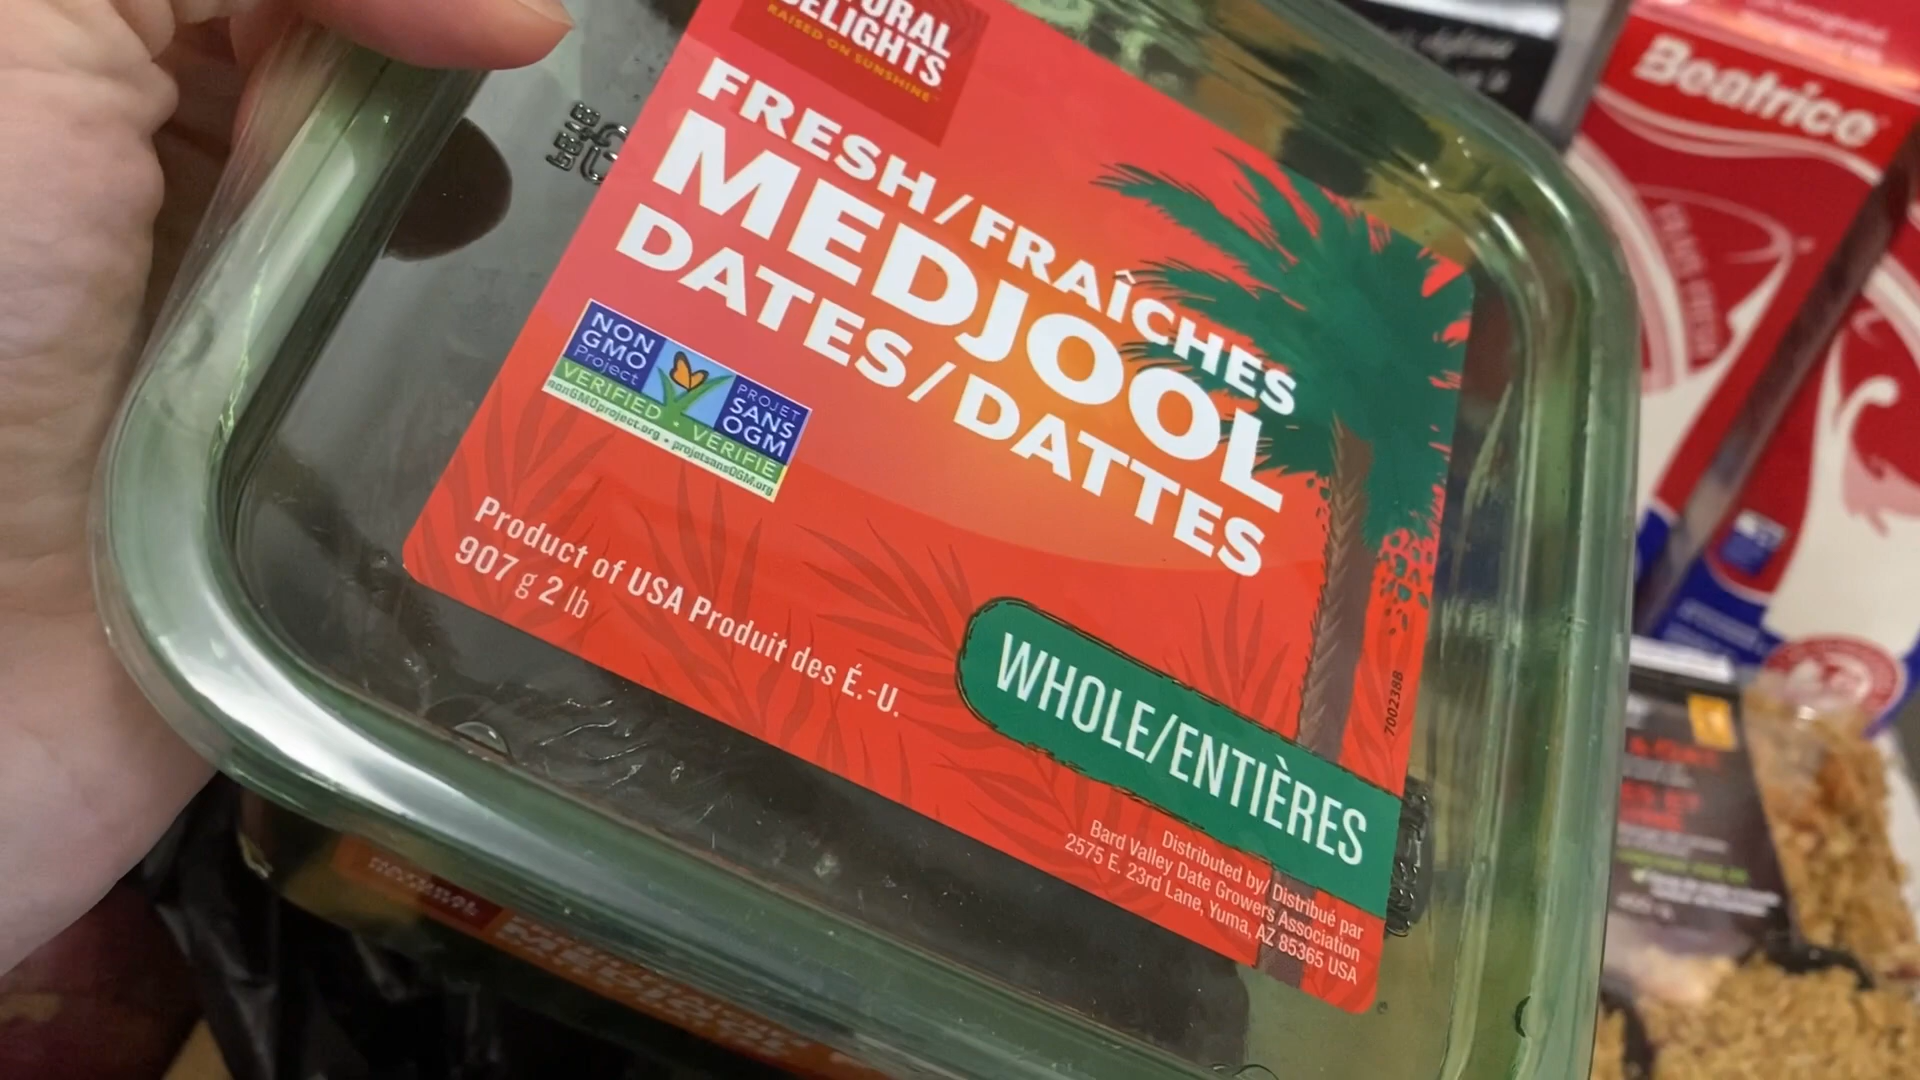 NATURAL
DELIGHTS
RAISED ON SUNSHINE
FRESH/FRAÎCHES
MEDJOOL
DATES/DATTES
NON
GMO
Project
VERIFIED
nonGMOproject.org • projetsansOGM.org
PROJET
SANS
OGM
VERIFIE
Product of USA Produit des É.-U.
907 g 2 lb
WHOLE/ENTIÈRES
Distributed by/ Distribué par
Bard Valley Date Growers Association
2575 E. 23rd Lane, Yuma, AZ 85365 USA
700238B
Beatrice